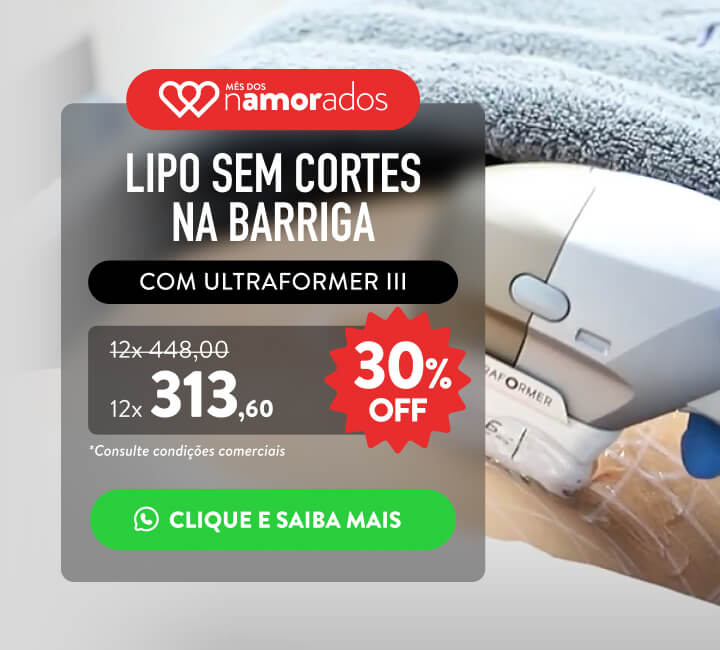 MÊS DOS
namorados
LIPO SEM CORTES
NA BARRIGA
COM ULTRAFORMER III
12x 448,00
12x 313,60
30%
OFF
*Consulte condições comerciais
CLIQUE E SAIBA MAIS
RAFORMER
6